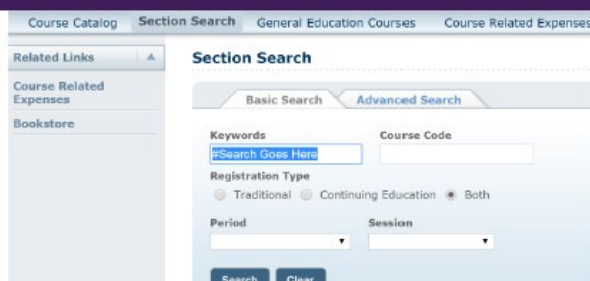 Course Catalog Section Search General Education Courses Course Related Expenses
Related Links
Course Related
Expenses
Bookstore
Section Search
Basic Search Advanced Search
Keywords Course Code
#Search Goes Here
Registration Type
Traditional Continuing Education Both
Period Session
Search Clear